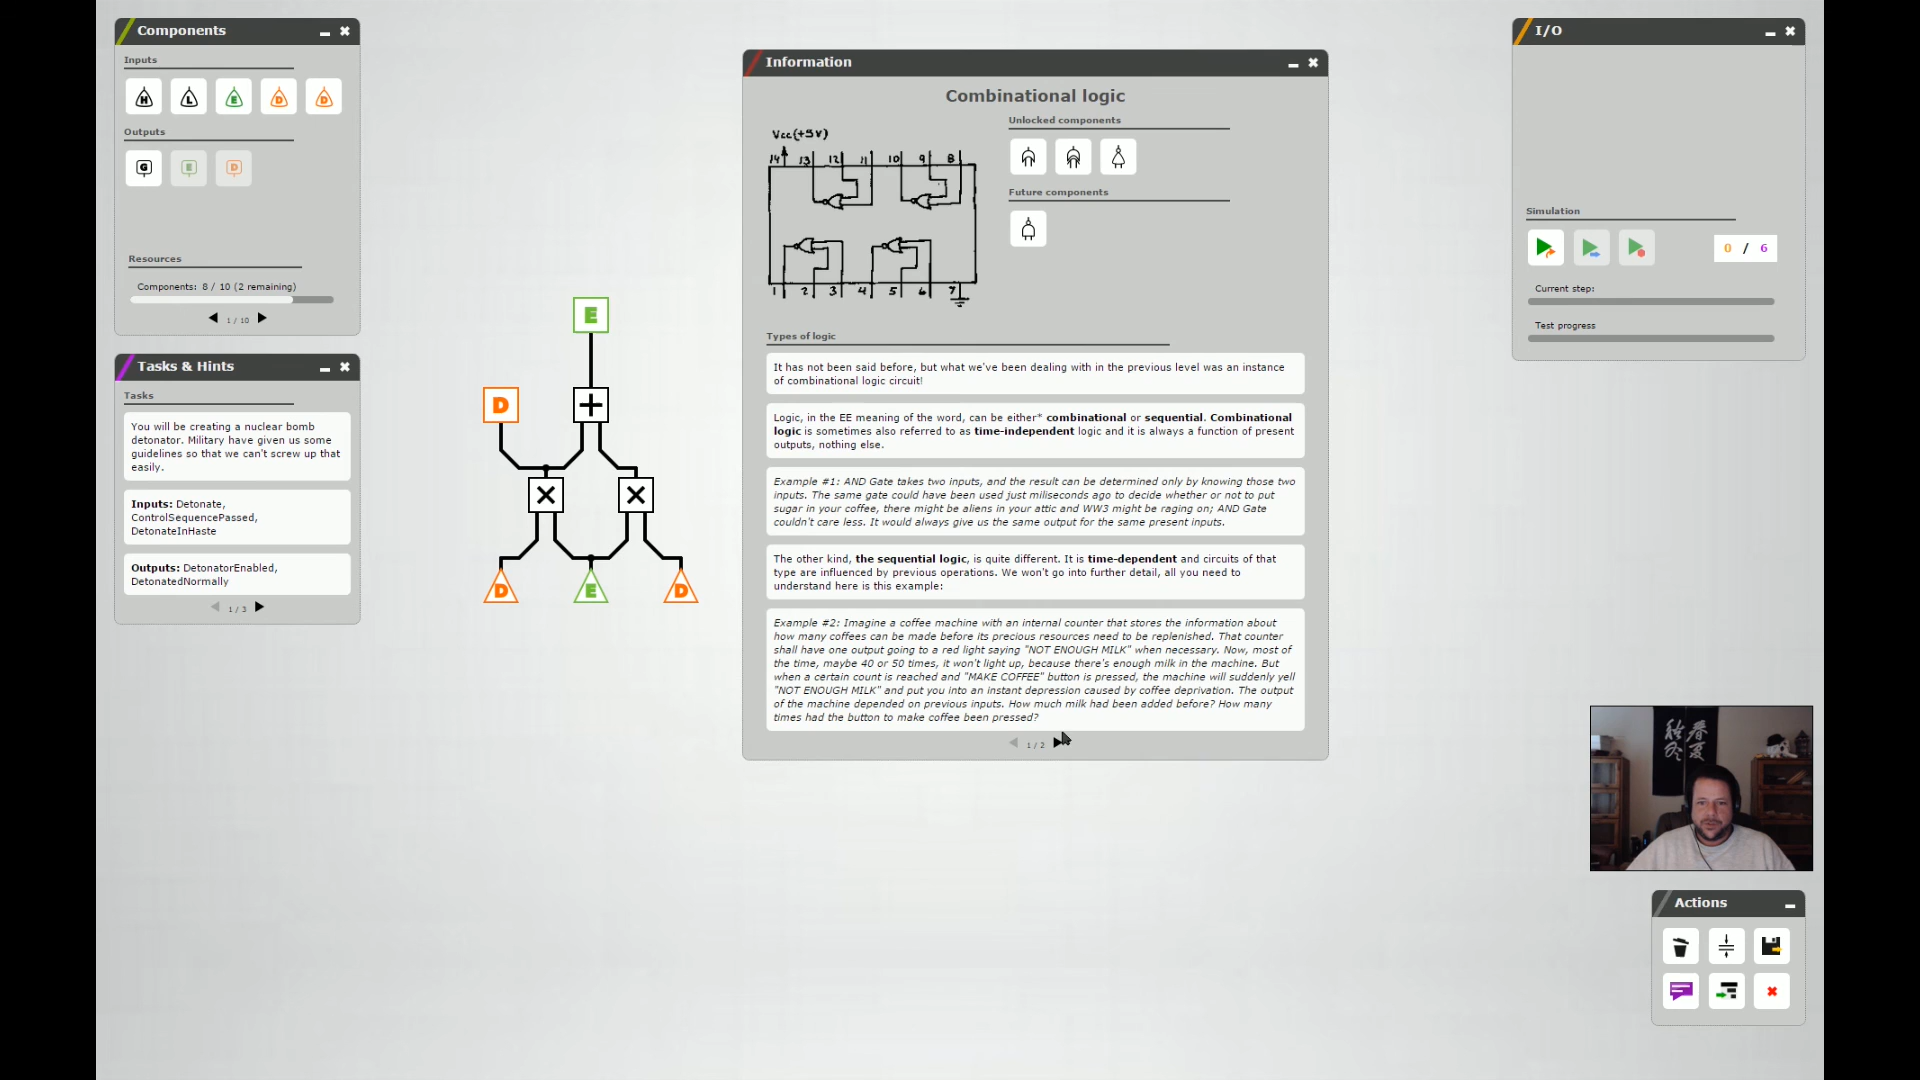 Components
Inputs
H L E D D
Outputs
G E D
Resources
Components: 8 / 10 (2 remaining)
1 / 10
Tasks & Hints
Tasks
You will be creating a nuclear bomb
detonator. Military have given us some
guidelines so that we can't screw up that
easily.
Inputs: Detonate,
ControlSequencePassed,
DetonateInHaste
Outputs: DetonatorEnabled,
DetonatedNormally
1 / 3
E
D
D E D
Information
Combinational logic
Vcc(+5V)
14 13 12 11 10 9 8
1 2 3 4 5 6 7
Unlocked components
Future components
Types of logic
It has not been said before, but what we've been dealing with in the previous level was an instance
of combinational logic circuit!
Logic, in the EE meaning of the word, can be either* combinational or sequential. Combinational
logic is sometimes also referred to as time-independent logic and it is always a function of present
outputs, nothing else.
Example #1: AND Gate takes two inputs, and the result can be determined only by knowing those two
inputs. The same gate could have been used just miliseconds ago to decide whether or not to put
sugar in your coffee, there might be aliens in your attic and WW3 might be raging on; AND Gate
couldn't care less. It would always give us the same output for the same present inputs.
The other kind, the sequential logic, is quite different. It is time-dependent and circuits of that
type are influenced by previous operations. We won't go into further detail, all you need to
understand here is this example:
Example #2: Imagine a coffee machine with an internal counter that stores the information about
how many coffees can be made before its precious resources need to be replenished. That counter
shall have one output going to a red light saying "NOT ENOUGH MILK" when necessary. Now, most of
the time, maybe 40 or 50 times, it won't light up, because there's enough milk in the machine. But
when a certain count is reached and "MAKE COFFEE" button is pressed, the machine will suddenly yell
"NOT ENOUGH MILK" and put you into an instant depression caused by coffee deprivation. The output
of the machine depended on previous inputs. How much milk had been added before? How many
times had the button to make coffee been pressed?
1 / 2
I/O
Simulation
0 / 6
Current step:
Test progress
春夏
Actions